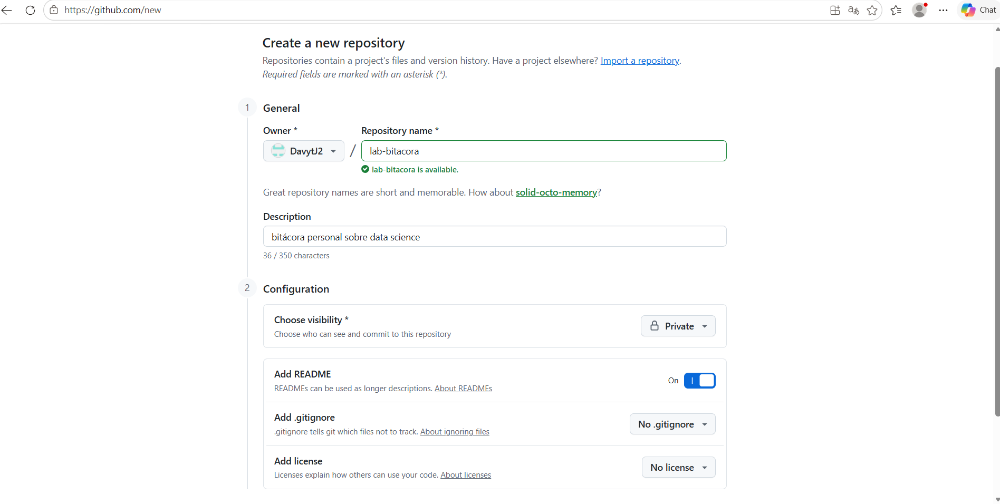 https://github.com/new
Chat
Create a new repository
Repositories contain a project's files and version history. Have a project elsewhere? Import a repository.
Required fields are marked with an asterisk (*).
1 General
Owner * Repository name *
DavytJ2 / lab-bitacora
lab-bitacora is available.
Great repository names are short and memorable. How about solid-octo-memory?
Description
bitácora personal sobre data science
36 / 350 characters
2 Configuration
Choose visibility *
Choose who can see and commit to this repository
Private
Add README
READMEs can be used as longer descriptions. About READMEs
On
Add .gitignore
.gitignore tells git which files not to track. About ignoring files
No .gitignore
Add license
Licenses explain how others can use your code. About licenses
No license